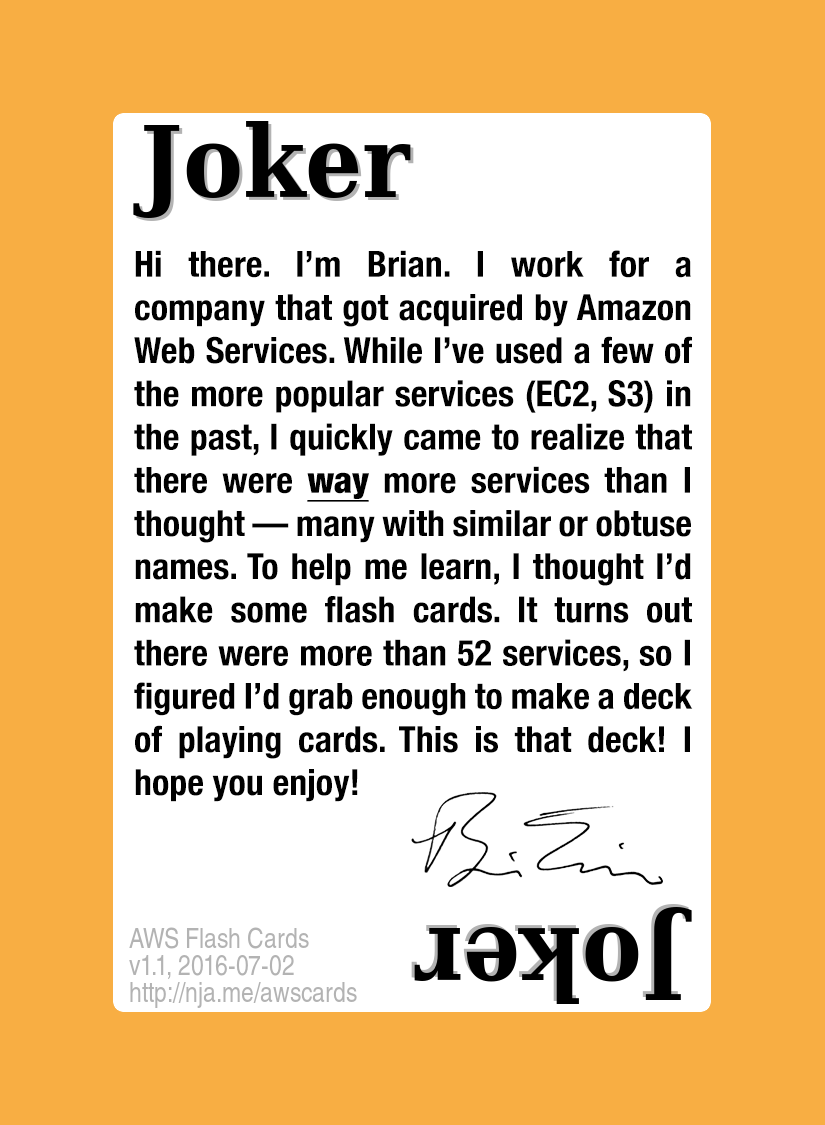 Joker
Hi there. I’m Brian. I work for a
company that got acquired by Amazon
Web Services. While I’ve used a few of
the more popular services (EC2, S3) in
the past, I quickly came to realize that
there were way more services than I
thought — many with similar or obtuse
names. To help me learn, I thought I’d
make some flash cards. It turns out
there were more than 52 services, so I
figured I’d grab enough to make a deck
of playing cards. This is that deck! I
hope you enjoy!
AWS Flash Cards
v1.1, 2016-07-02
http://nja.me/awscards
Joker